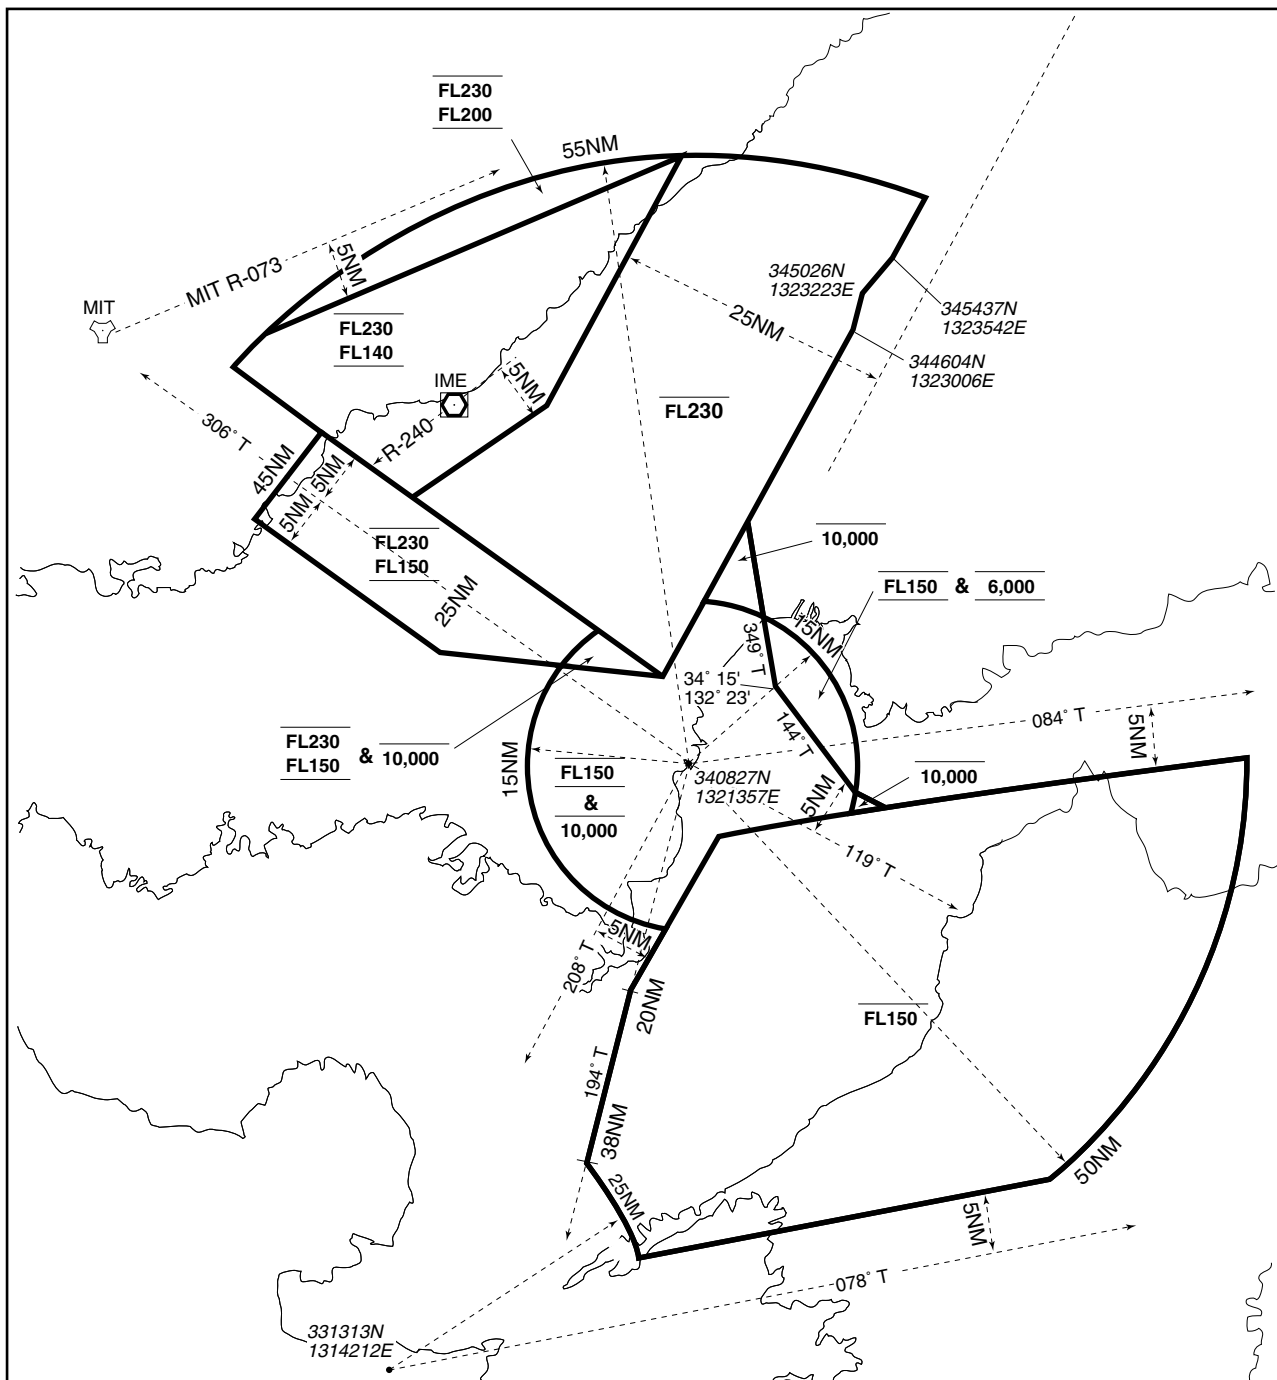 FL230
FL200
55NM
MIT R-073
5NM
MIT
FL230
FL140
345026N
1323223E
345437N
1323542E
25NM
344604N
1323006E
IME
5NM
R-240
FL230
306° T
45NM
5NM
5NM
FL230
FL150
25NM
10,000
FL150 & 6,000
15NM
349° T
34° 15'
132° 23'
144° T
084° T
5NM
FL230
FL150
& 10,000
15NM
FL150
&
10,000
340827N
1321357E
10,000
5NM
119° T
5NM
208° T
20NM
FL150
194° T
38NM
25NM
50NM
5NM
078° T
331313N
1314212E